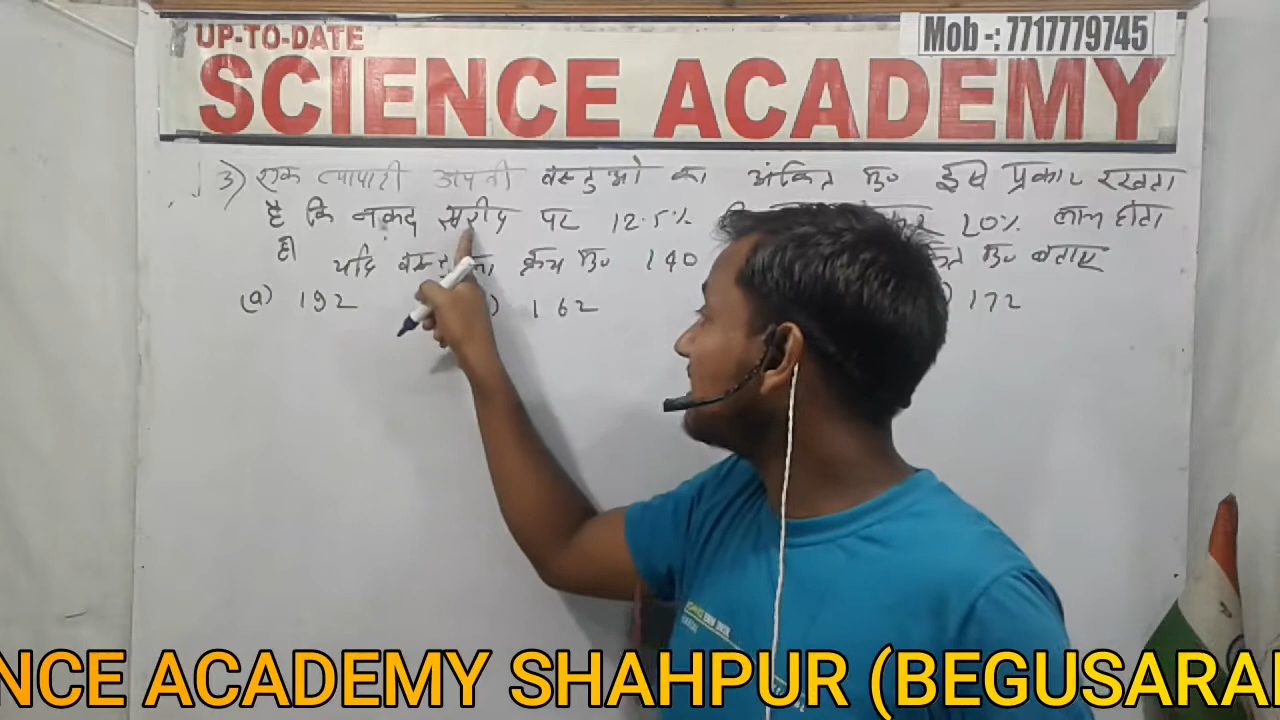 UP-TO-DATE
Mob -: 7717779745
SCIENCE ACADEMY
3) एक व्यापारी अपनी वस्तुओ का अंकित मू० इस प्रकार रखता
है कि नकद खरीद पर 12.5% 20% लाभ होता
हो
यदि क्रय मू० 140 मू० बताए
(a) 192 ) 162 ) 172
NCE ACADEMY SHAHPUR (BEGUSARAI